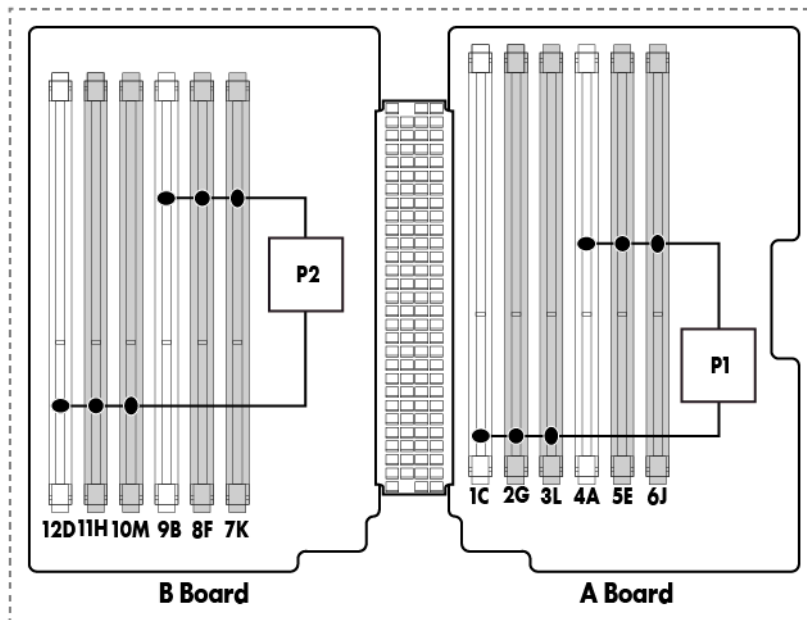 P2
P1
12D 11H 10M 9B 8F 7K
1C 2G 3L 4A 5E 6J
B Board
A Board